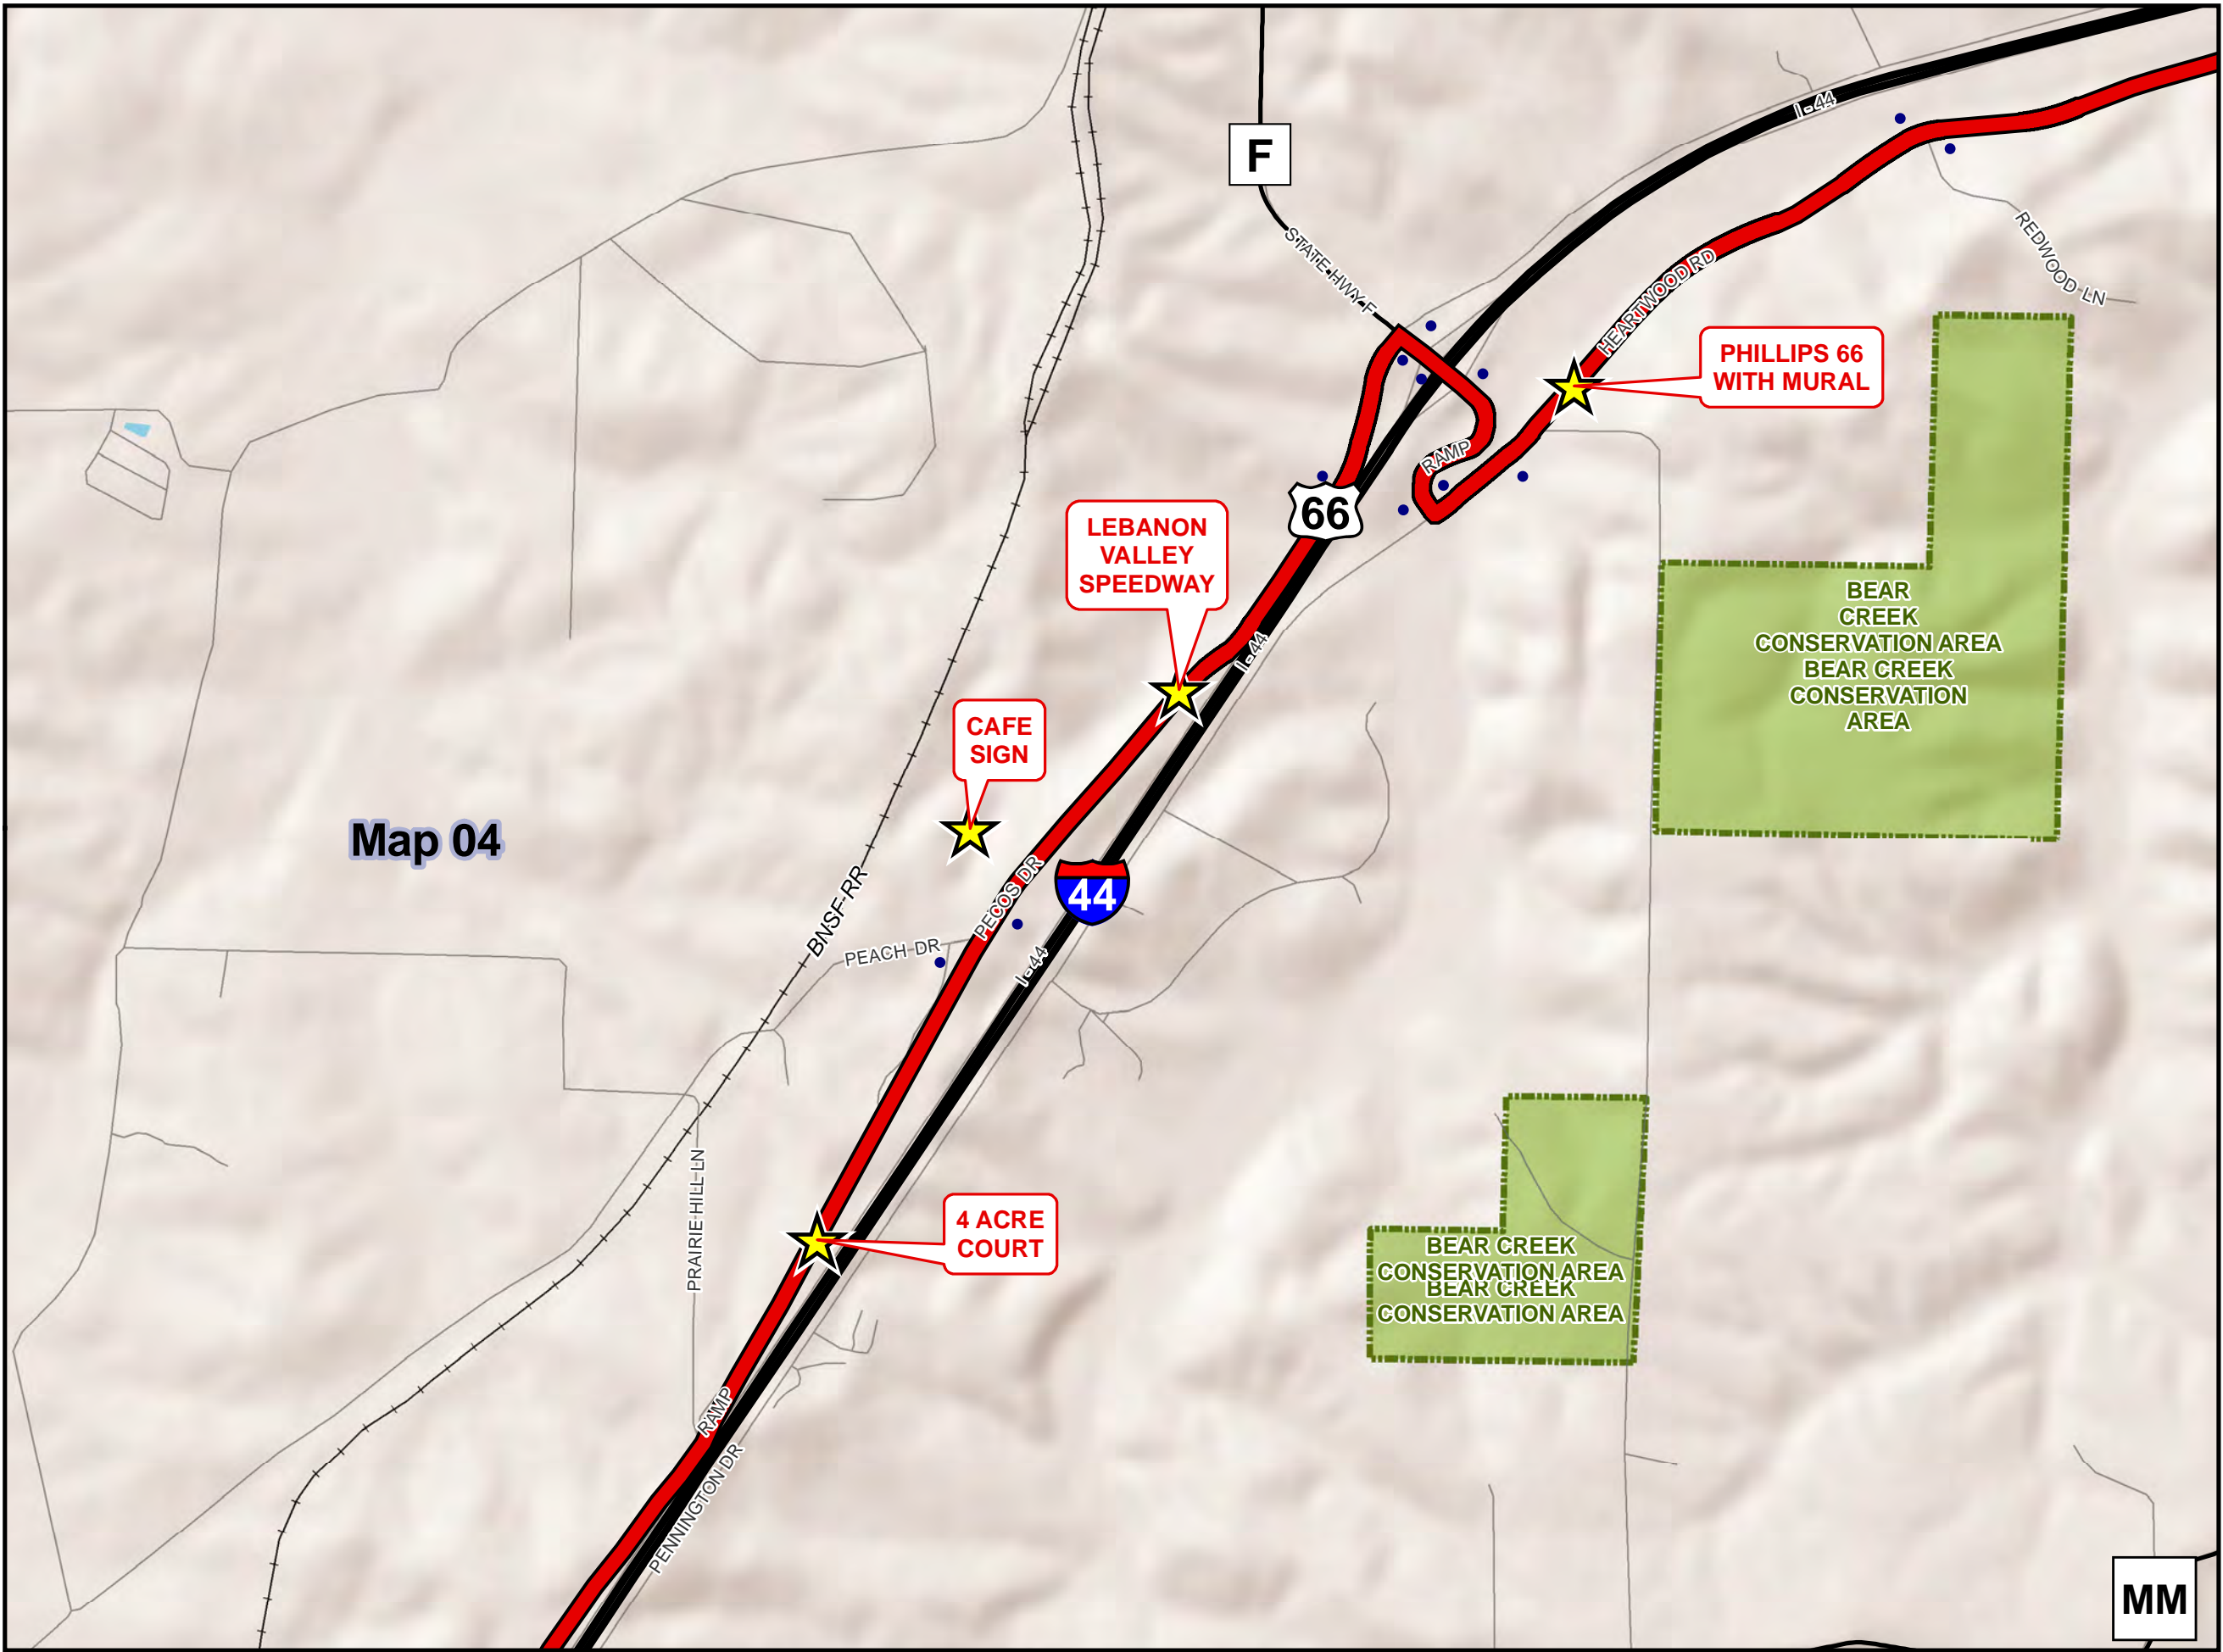 I - 44
F
STATE HWY F
REDWOOD LN
HEARTWOOD RD
PHILLIPS 66
WITH MURAL
RAMP
66
LEBANON
VALLEY
SPEEDWAY
BEAR
CREEK
CONSERVATION AREA
BEAR CREEK
CONSERVATION
AREA
I - 44
CAFE
SIGN
Map 04
BNSF RR
PECOS DR
44
PEACH DR
I - 44
PRAIRIE HILL LN
4 ACRE
COURT
BEAR CREEK
CONSERVATION AREA
BEAR CREEK
CONSERVATION AREA
RAMP
PENNINGTON DR
MM